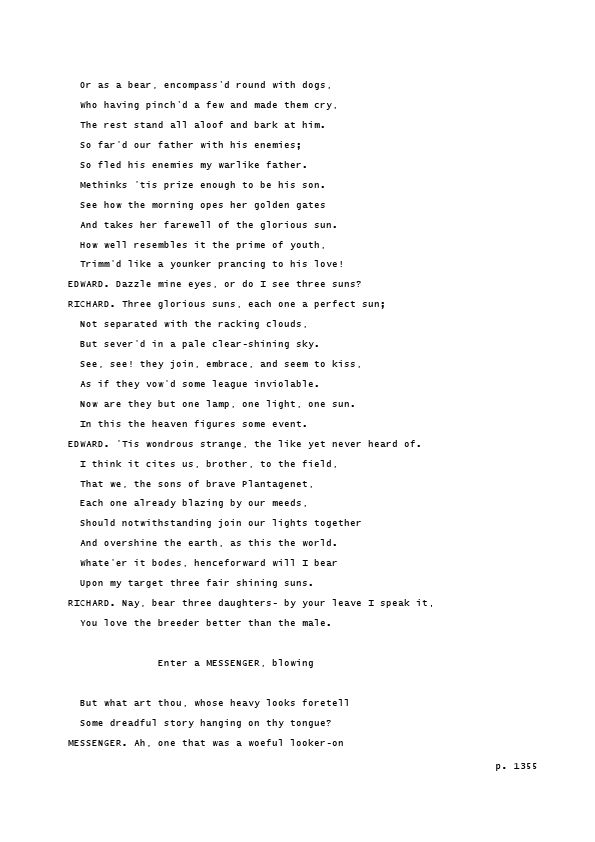 Or as a bear, encompass'd round with dogs,
Who having pinch'd a few and made them cry,
The rest stand all aloof and bark at him.
So far'd our father with his enemies;
So fled his enemies my warlike father.
Methinks 'tis prize enough to be his son.
See how the morning opes her golden gates
And takes her farewell of the glorious sun.
How well resembles it the prime of youth,
Trimm'd like a younker prancing to his love!
EDWARD. Dazzle mine eyes, or do I see three suns?
RICHARD. Three glorious suns, each one a perfect sun;
Not separated with the racking clouds,
But sever'd in a pale clear-shining sky.
See, see! they join, embrace, and seem to kiss,
As if they vow'd some league inviolable.
Now are they but one lamp, one light, one sun.
In this the heaven figures some event.
EDWARD. 'Tis wondrous strange, the like yet never heard of.
I think it cites us, brother, to the field,
That we, the sons of brave Plantagenet,
Each one already blazing by our meeds,
Should notwithstanding join our lights together
And overshine the earth, as this the world.
Whate'er it bodes, henceforward will I bear
Upon my target three fair shining suns.
RICHARD. Nay, bear three daughters- by your leave I speak it,
You love the breeder better than the male.
Enter a MESSENGER, blowing
But what art thou, whose heavy looks foretell
Some dreadful story hanging on thy tongue?
MESSENGER. Ah, one that was a woeful looker-on
p. 1355